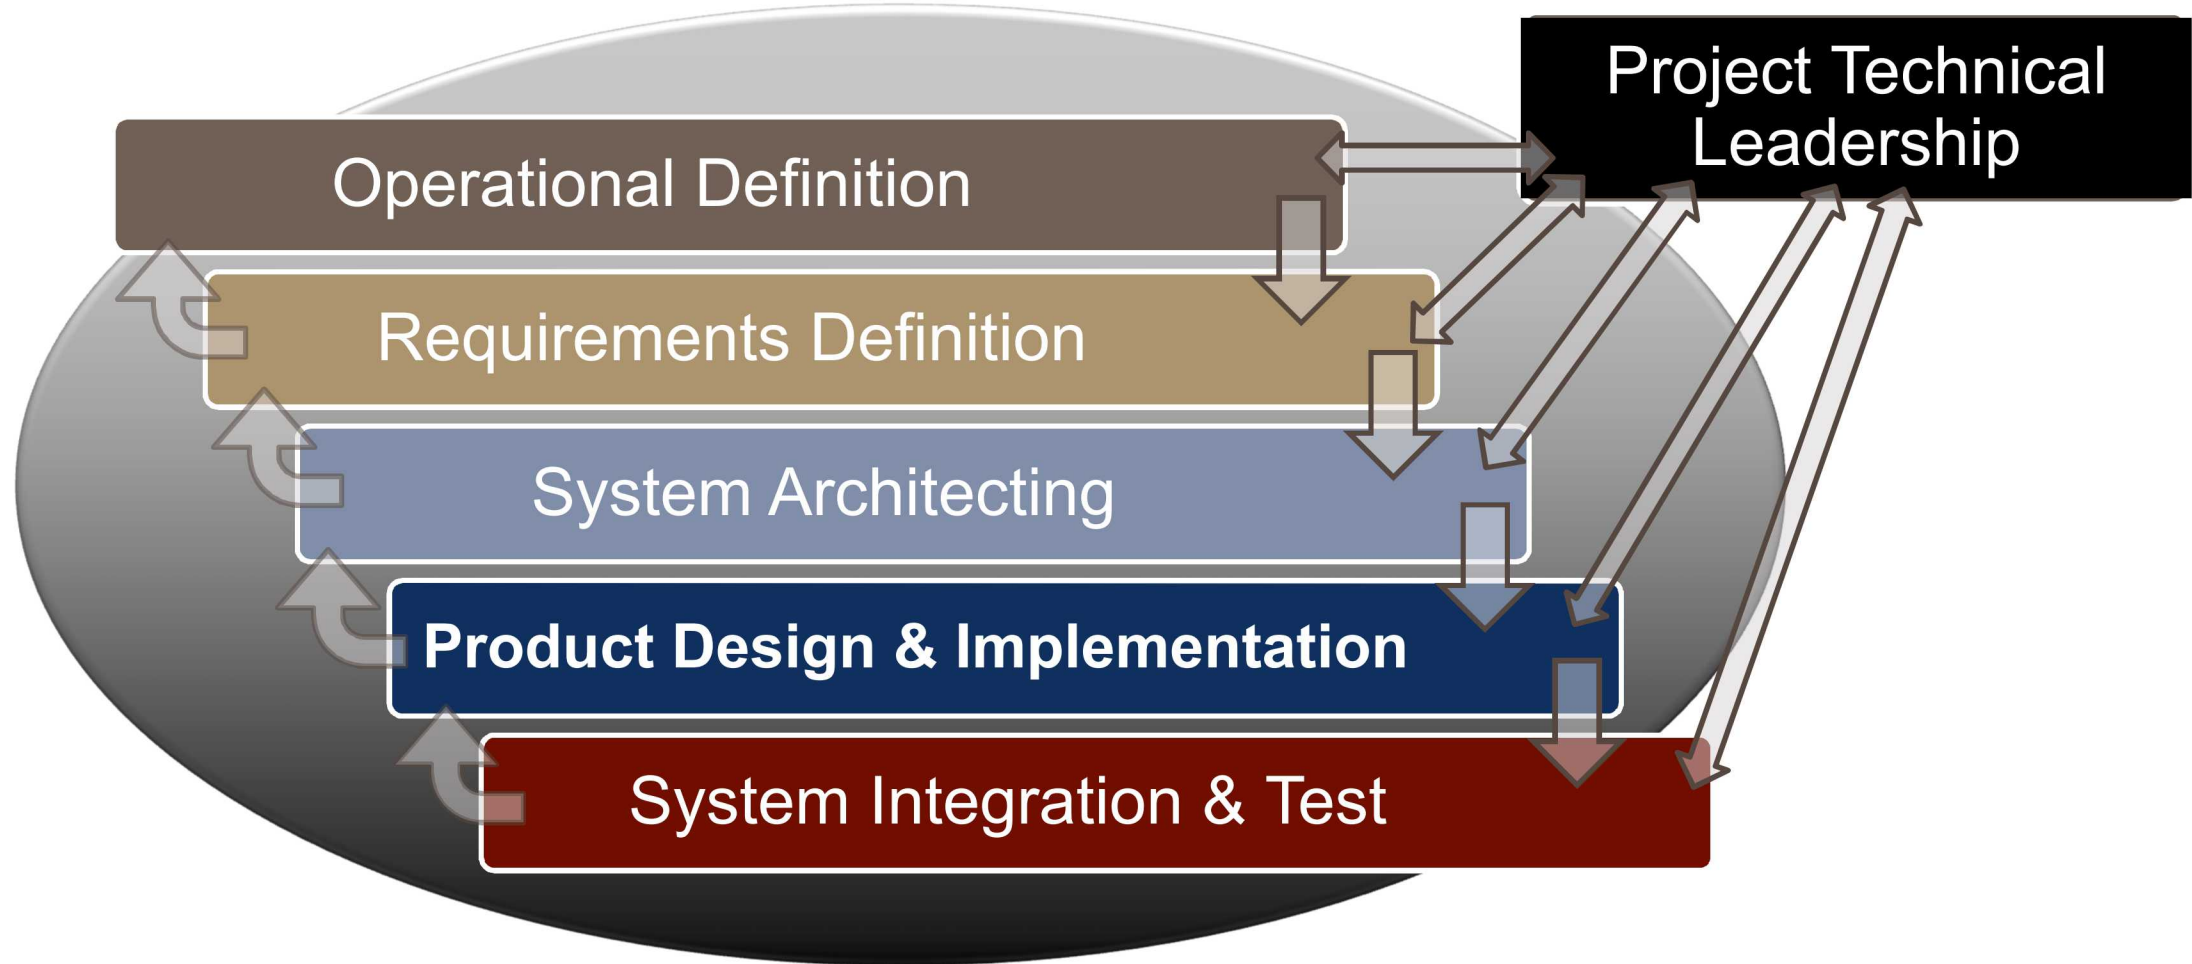 Project Technical
Leadership
Operational Definition
Requirements Definition
System Architecting
Product Design & Implementation
System Integration & Test